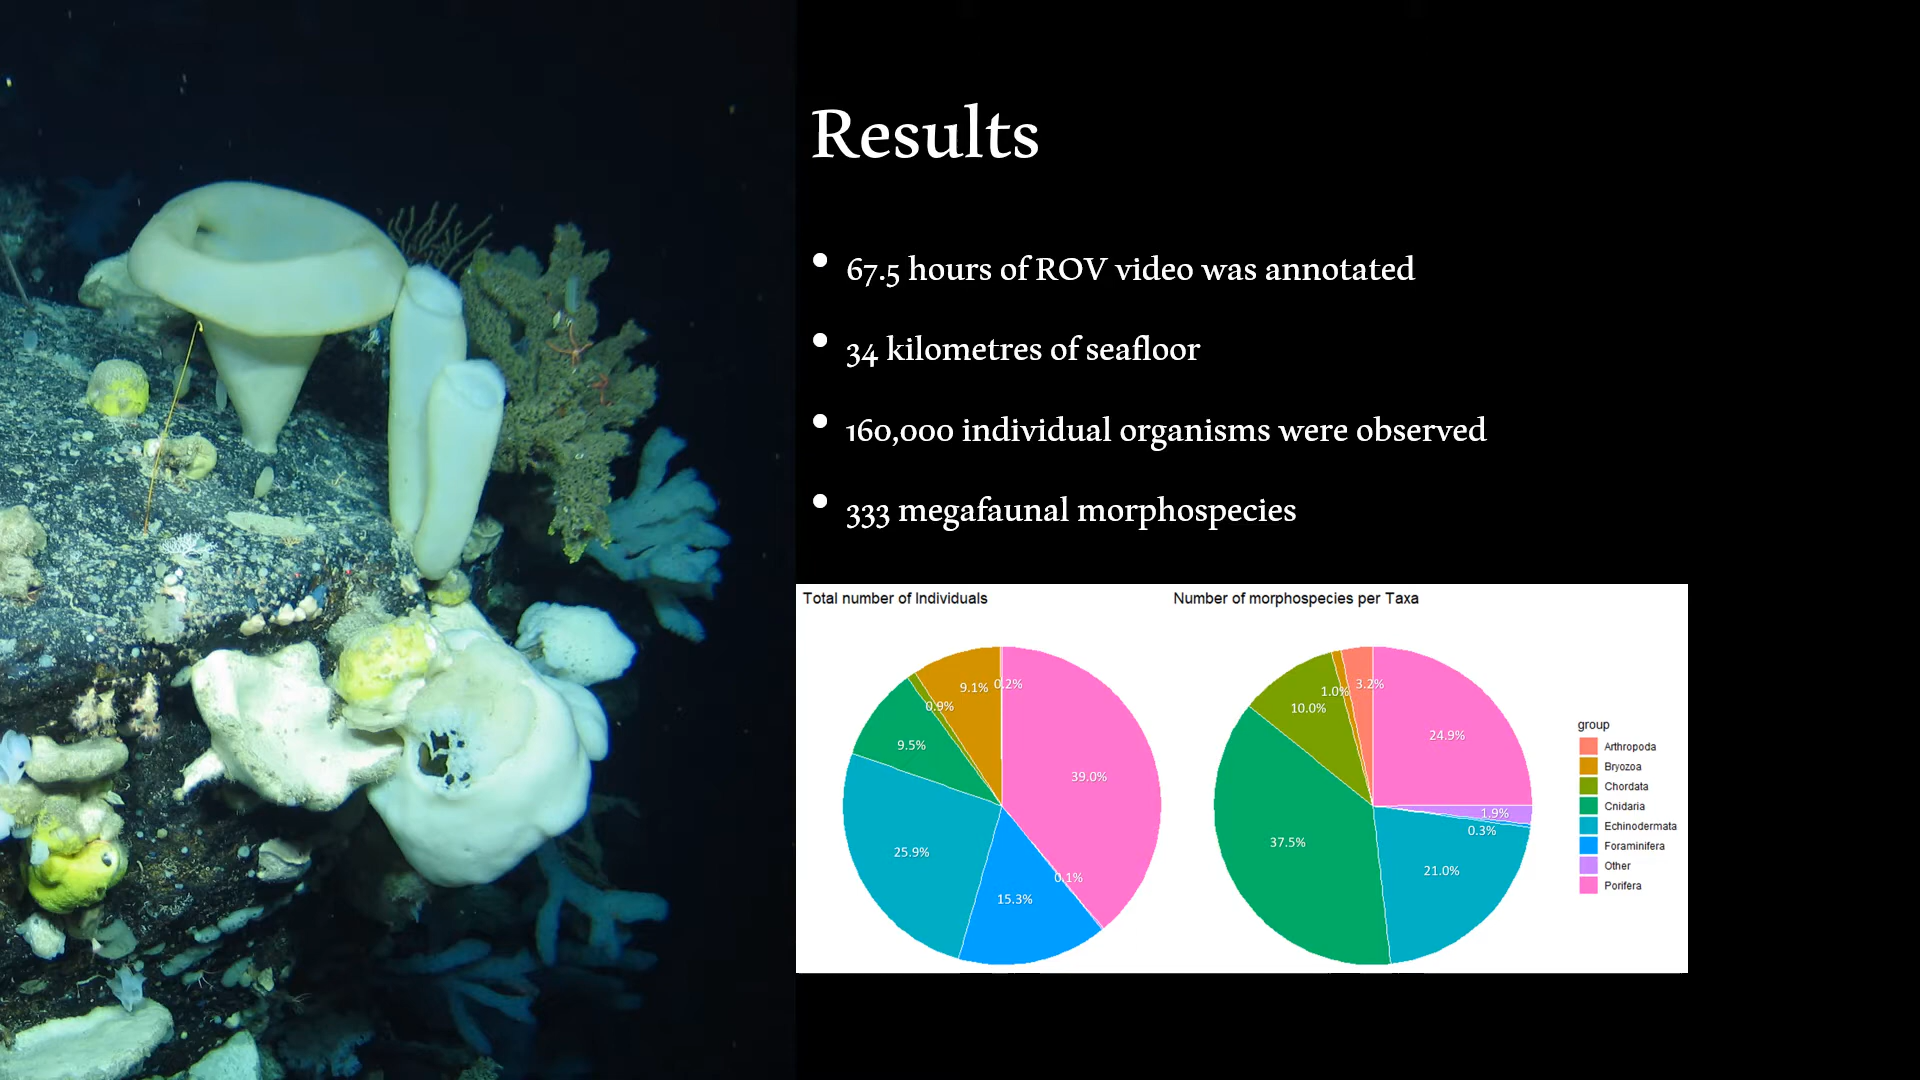 Results
• 67.5 hours of ROV video was annotated
• 34 kilometres of seafloor
• 160,000 individual organisms were observed
• 333 megafaunal morphospecies
Total number of Individuals
9.1%
0.2%
0.9%
9.5%
39.0%
25.9%
0.1%
15.3%
Number of morphospecies per Taxa
3.2%
1.0%
10.0%
24.9%
1.9%
0.3%
37.5%
21.0%
group
Arthropoda
Bryozoa
Chordata
Cnidaria
Echinodermata
Foraminifera
Other
Porifera